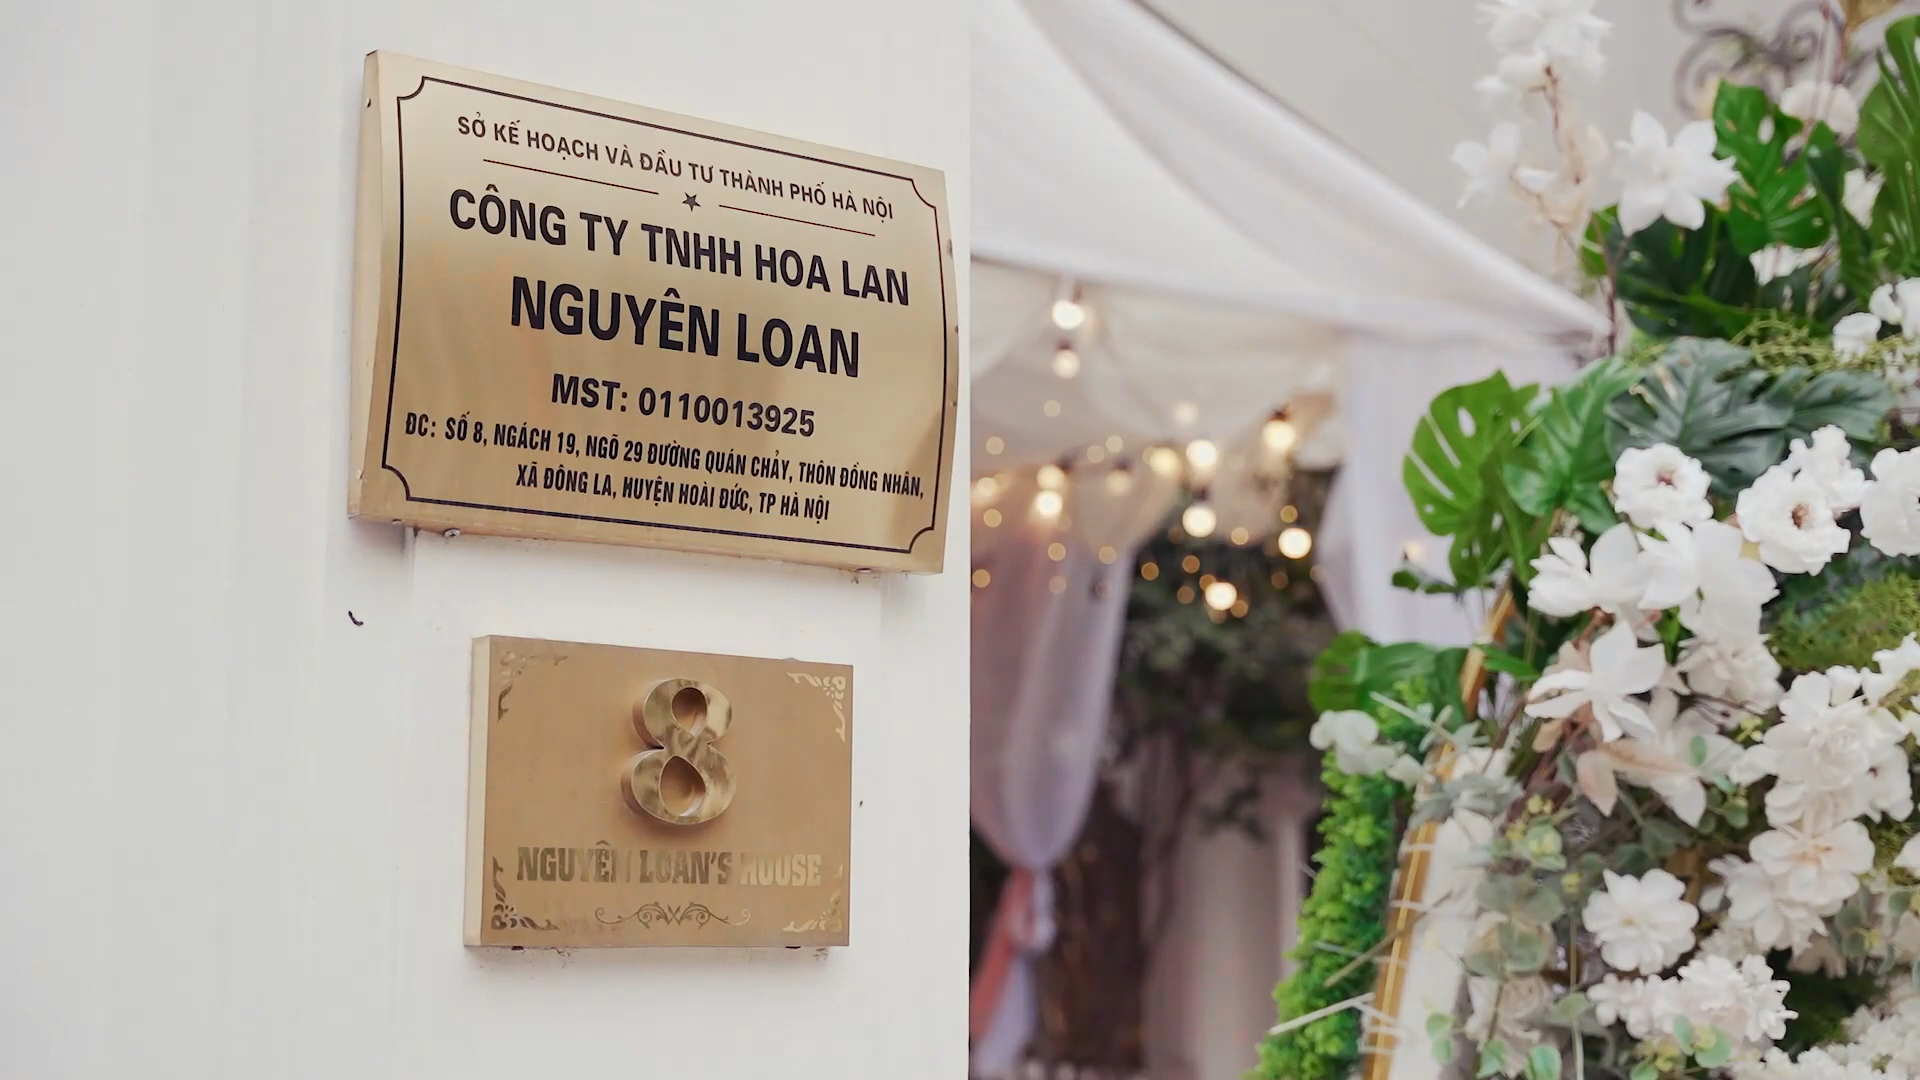 SỞ KẾ HOẠCH VÀ ĐẦU TƯ THÀNH PHỐ HÀ NỘI
CÔNG TY TNHH HOA LAN
NGUYÊN LOAN
MST: 0110013925
ĐC: SỐ 8, NGÁCH 19, NGÕ 29 ĐƯỜNG QUÁN CHẢY, THÔN ĐỒNG NHÂN,
XÃ ĐÔNG LA, HUYỆN HOÀI ĐỨC, TP HÀ NỘI
8
NGUYÊN LOAN'S HOUSE